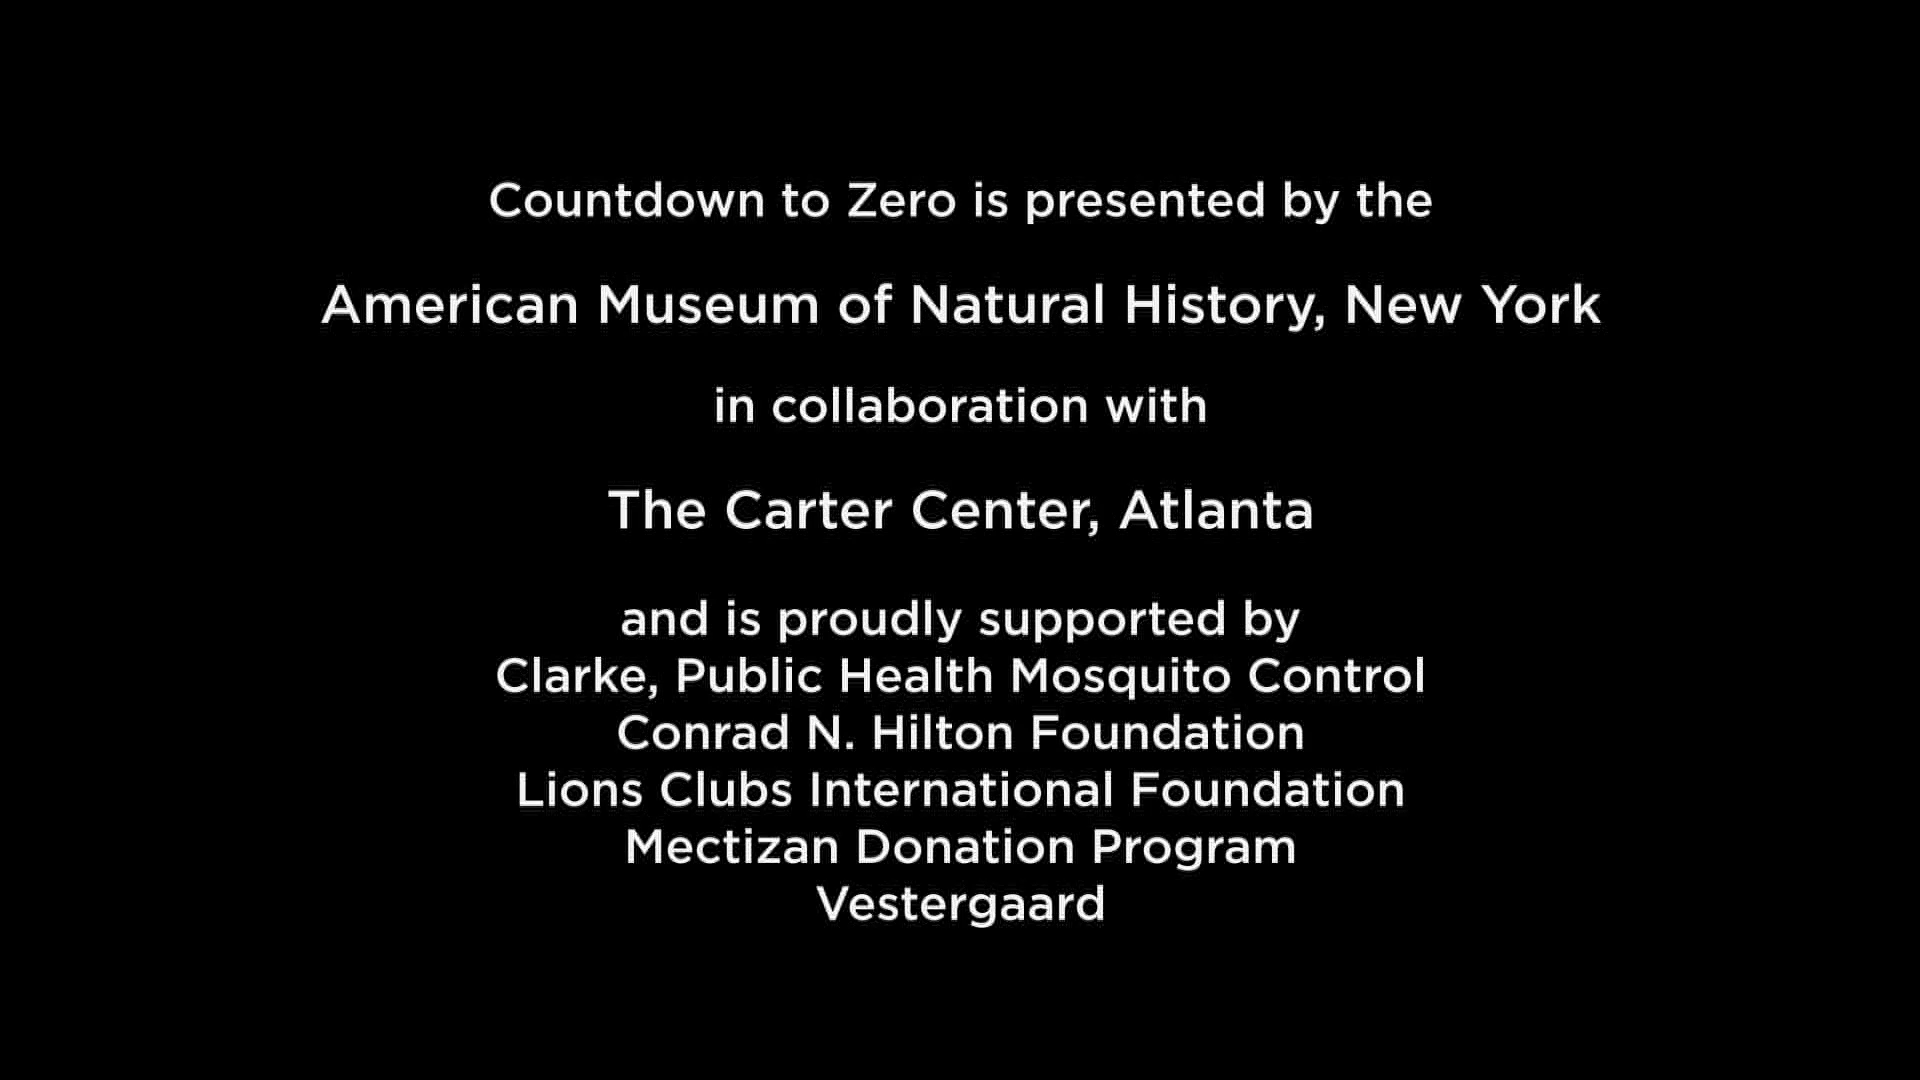 Countdown to Zero is presented by the
American Museum of Natural History, New York
in collaboration with
The Carter Center, Atlanta
and is proudly supported by
Clarke, Public Health Mosquito Control
Conrad N. Hilton Foundation
Lions Clubs International Foundation
Mectizan Donation Program
Vestergaard